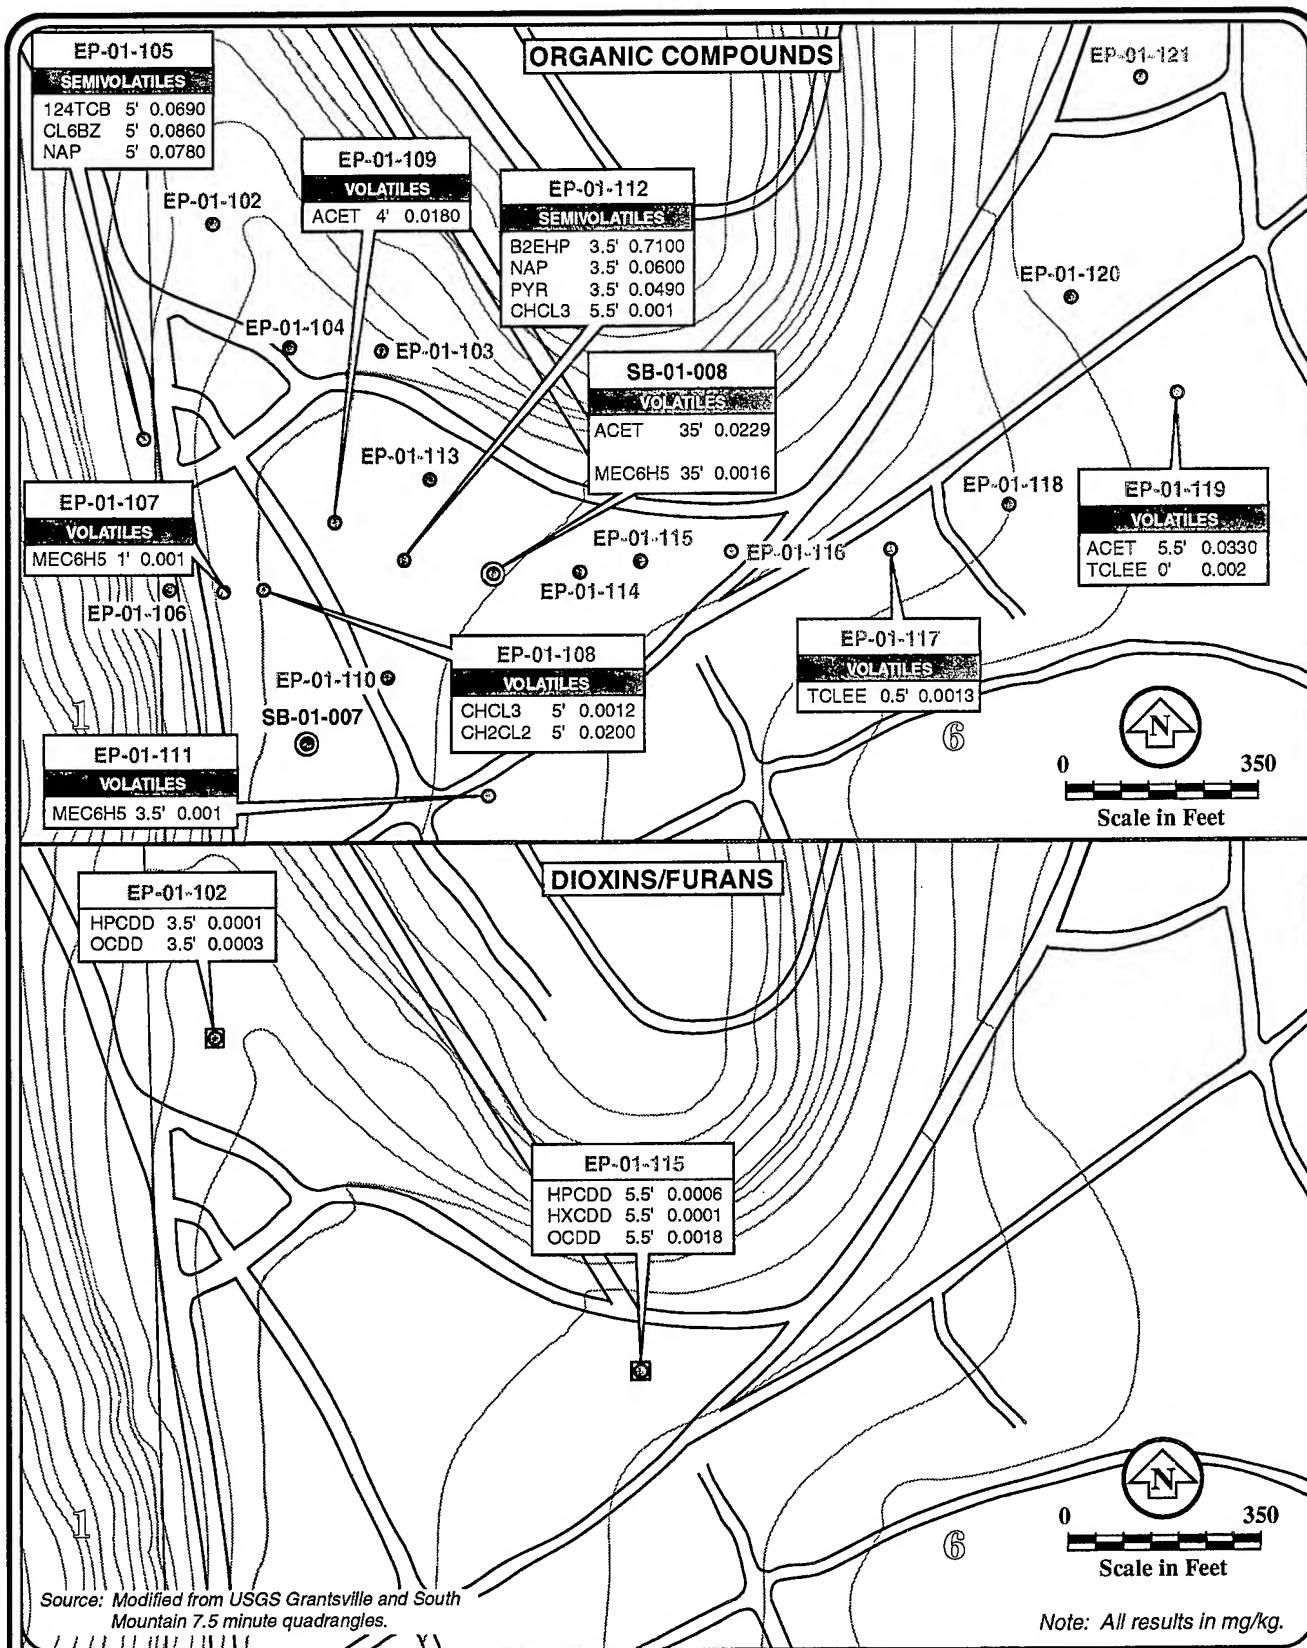 ORGANIC COMPOUNDS
EP-01-105
SEMIVOLATILES
124TCB 5' 0.0690
CL6BZ 5' 0.0860
NAP 5' 0.0780
EP-01-121
EP-01-109
VOLATILES
ACET 4' 0.0180
EP-01-112
SEMIVOLATILES
B2EHP 3.5' 0.7100
NAP 3.5' 0.0600
PYR 3.5' 0.0490
CHCL3 5.5' 0.001
EP-01-102
EP-01-120
EP-01-104
EP-01-103
SB-01-008
VOLATILES
ACET 35' 0.0229
MEC6H5 35' 0.0016
EP-01-113
EP-01-118
EP-01-119
VOLATILES
ACET 5.5' 0.0330
TCLEE 0' 0.002
EP-01-107
VOLATILES
MEC6H5 1' 0.001
EP-01-115
EP-01-116
EP-01-114
EP-01-106
EP-01-117
VOLATILES
TCLEE 0.5' 0.0013
EP-01-108
VOLATILES
CHCL3 5' 0.0012
CH2CL2 5' 0.0200
EP-01-110
SB-01-007
1
6
N
EP-01-111
VOLATILES
MEC6H5 3.5' 0.001
0 350
Scale in Feet
DIOXINS/FURANS
EP-01-102
HPCDD 3.5' 0.0001
OCDD 3.5' 0.0003
EP-01-115
HPCDD 5.5' 0.0006
HXCDD 5.5' 0.0001
OCDD 5.5' 0.0018
N
1
6
0 350
Scale in Feet
Source: Modified from USGS Grantsville and South
Mountain 7.5 minute quadrangles.
Note: All results in mg/kg.